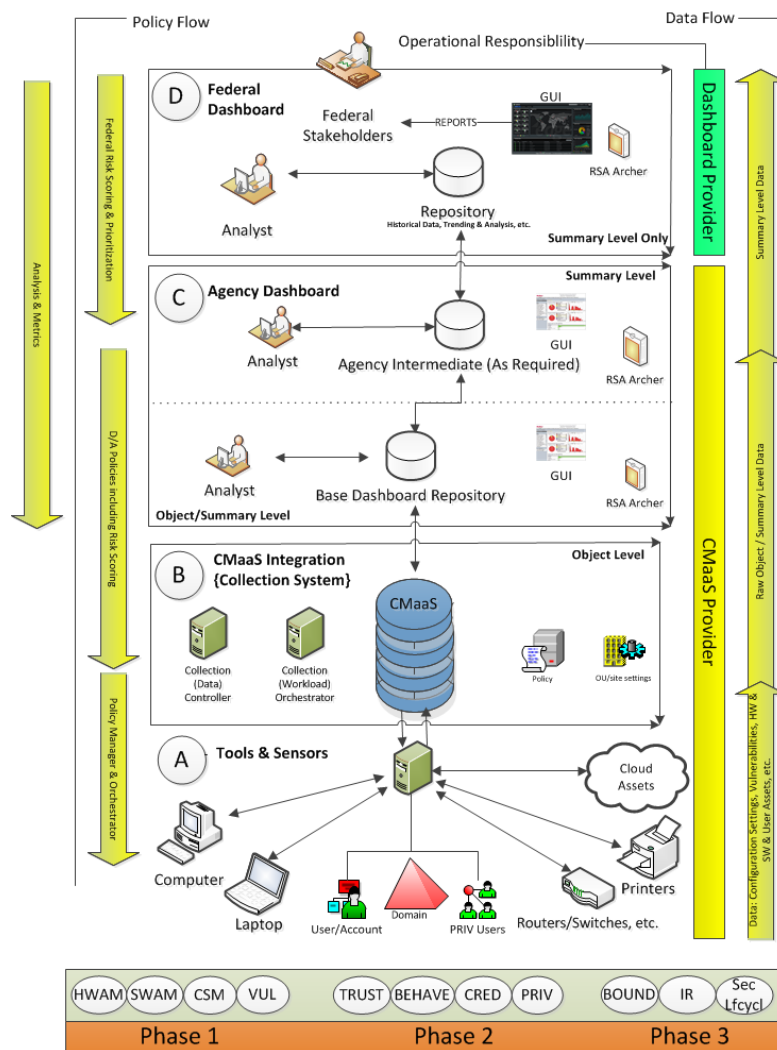 Policy Flow
Data Flow
Operational Responsiblility
D
Federal
Dashboard
GUI
Federal
Stakeholders
REPORTS
RSA Archer
Analyst
Repository
Historical Data, Trending & Analysis, etc.
Summary Level Only
Dashboard Provider
Summary Level Data
Federal Risk Scoring &
Prioritization
Analysis & Metrics
Summary Level
C
Agency Dashboard
Analyst
Agency Intermediate (As Required)
GUI
RSA Archer
Analyst
Base Dashboard Repository
GUI
RSA Archer
Object/Summary Level
D/A Policies including Risk Scoring
Raw Object / Summary Level Data
CMaaS Provider
Object Level
B
CMaaS Integration
{Collection System}
CMaaS
Collection
(Data)
Controller
Collection
(Workload)
Orchestrator
Policy
OU/site settings
Policy Manager &
Orchestrator
Data: Configuration Settings, Vulnerabilities, HW &
SW & User Assets, etc.
A
Tools & Sensors
Cloud
Assets
Computer
Laptop
User/Account
Domain
PRIV Users
Routers/Switches, etc.
Printers
HWAM
SWAM
CSM
VUL
TRUST
BEHAVE
CRED
PRIV
BOUND
IR
Sec
Lfcycl
Phase 1
Phase 2
Phase 3